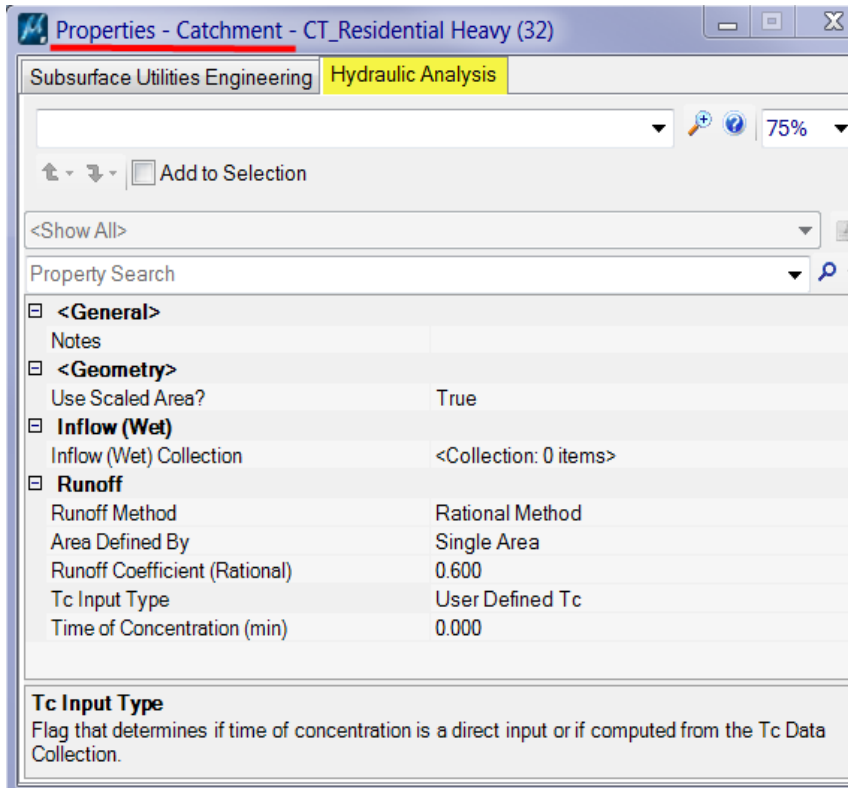 Properties - Catchment - CT_Residential Heavy (32)
Subsurface Utilities Engineering Hydraulic Analysis
75%
Add to Selection
<Show All>
Property Search
<General>
Notes
<Geometry>
Use Scaled Area? True
Inflow (Wet)
Inflow (Wet) Collection <Collection: 0 items>
Runoff
Runoff Method Rational Method
Area Defined By Single Area
Runoff Coefficient (Rational) 0.600
Tc Input Type User Defined Tc
Time of Concentration (min) 0.000
Tc Input Type
Flag that determines if time of concentration is a direct input or if computed from the Tc Data
Collection.